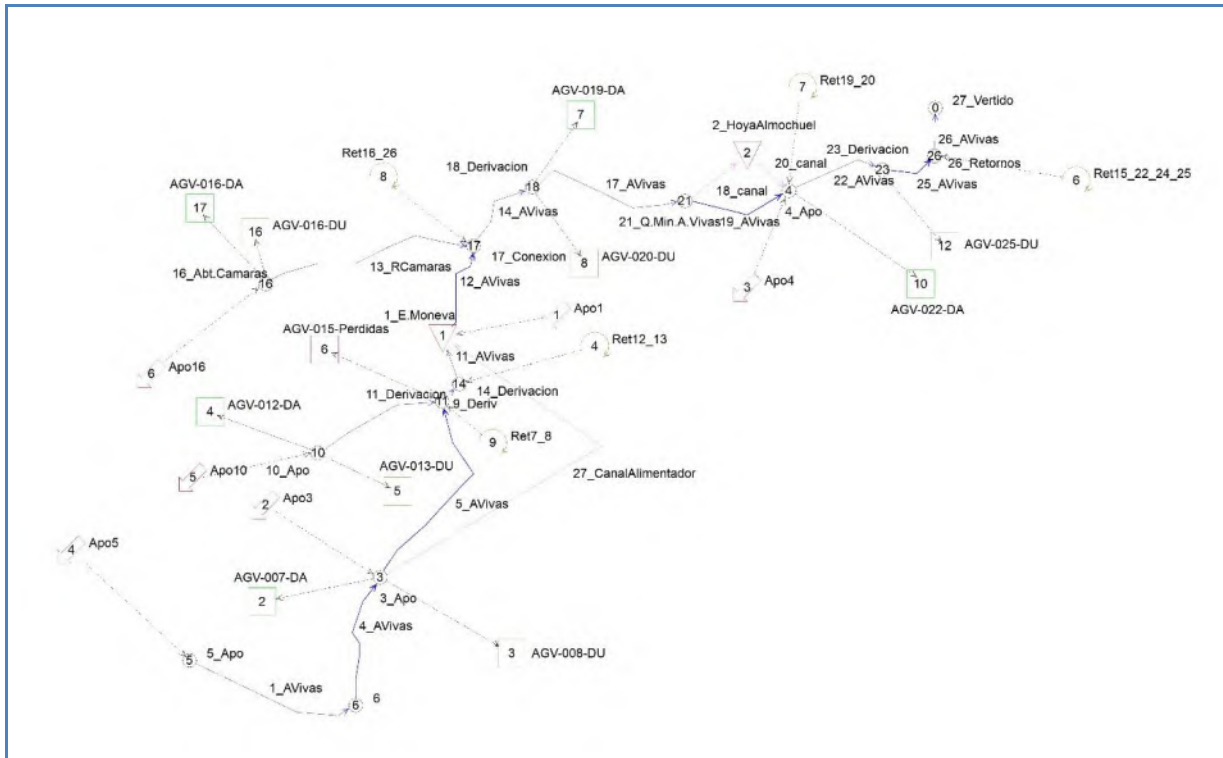 Ret19_20
7
AGV-019-DA
7
0
27_Vertido
2_HoyaAlmochuel
2
26_AVivas
23_Derivacion
26
26_Retornos
Ret16_26
8
18_Derivacion
20_canal
23
22_AVivas
25_AVivas
6
Ret15_22_24_25
AGV-016-DA
17
18
17_AVivas
21
18_canal
4
4_Apo
14_AVivas
21_Q.Min.A.Vivas
19_AVivas
16
AGV-016-DU
17
17_Conexion
AGV-020-DU
8
12
AGV-025-DU
13_RCamaras
16_Abt.Camaras
16
12_AVivas
3
Apo4
10
AGV-022-DA
1_E.Moneva
1
Apo1
1
AGV-015-Perdidas
6
4
Ret12_13
6
Apo16
11_AVivas
14
14_Derivacion
11_Derivacion
11
9_Deriv
4
AGV-012-DA
9
Ret7_8
10
5
Apo10
10_Apo
AGV-013-DU
5
27_CanalAlimentador
2
Apo3
5_AVivas
4
Apo5
AGV-007-DA
2
3
3_Apo
4_AVivas
5
5_Apo
3
AGV-008-DU
1_AVivas
6
6